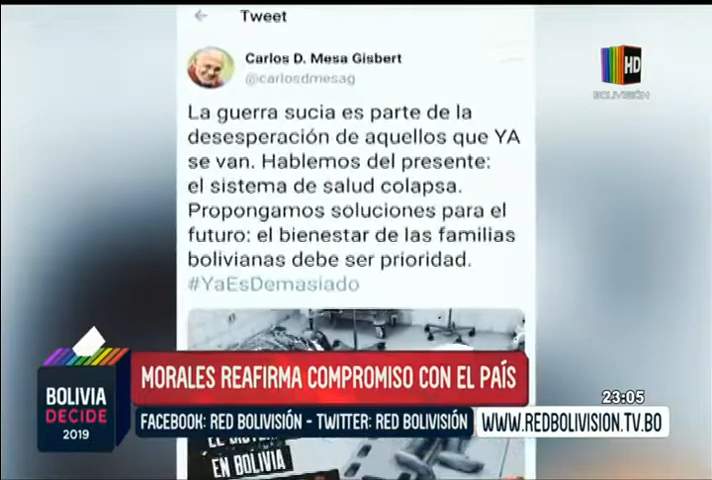 Tweet
Carlos D. Mesa Gisbert
@carlosdmesag
HD
BOLIVISIÓN
La guerra sucia es parte de la
desesperación de aquellos que YA
se van. Hablemos del presente:
el sistema de salud colapsa.
Propongamos soluciones para el
futuro: el bienestar de las familias
bolivianas debe ser prioridad.
#YaEsDemasiado
BOLIVIA
DECIDE
2019
MORALES REAFIRMA COMPROMISO CON EL PAÍS
23:05
FACEBOOK: RED BOLIVISIÓN - TWITTER: RED BOLIVISIÓN
WWW.REDBOLIVISION.TV.BO
EN BOLIVIA